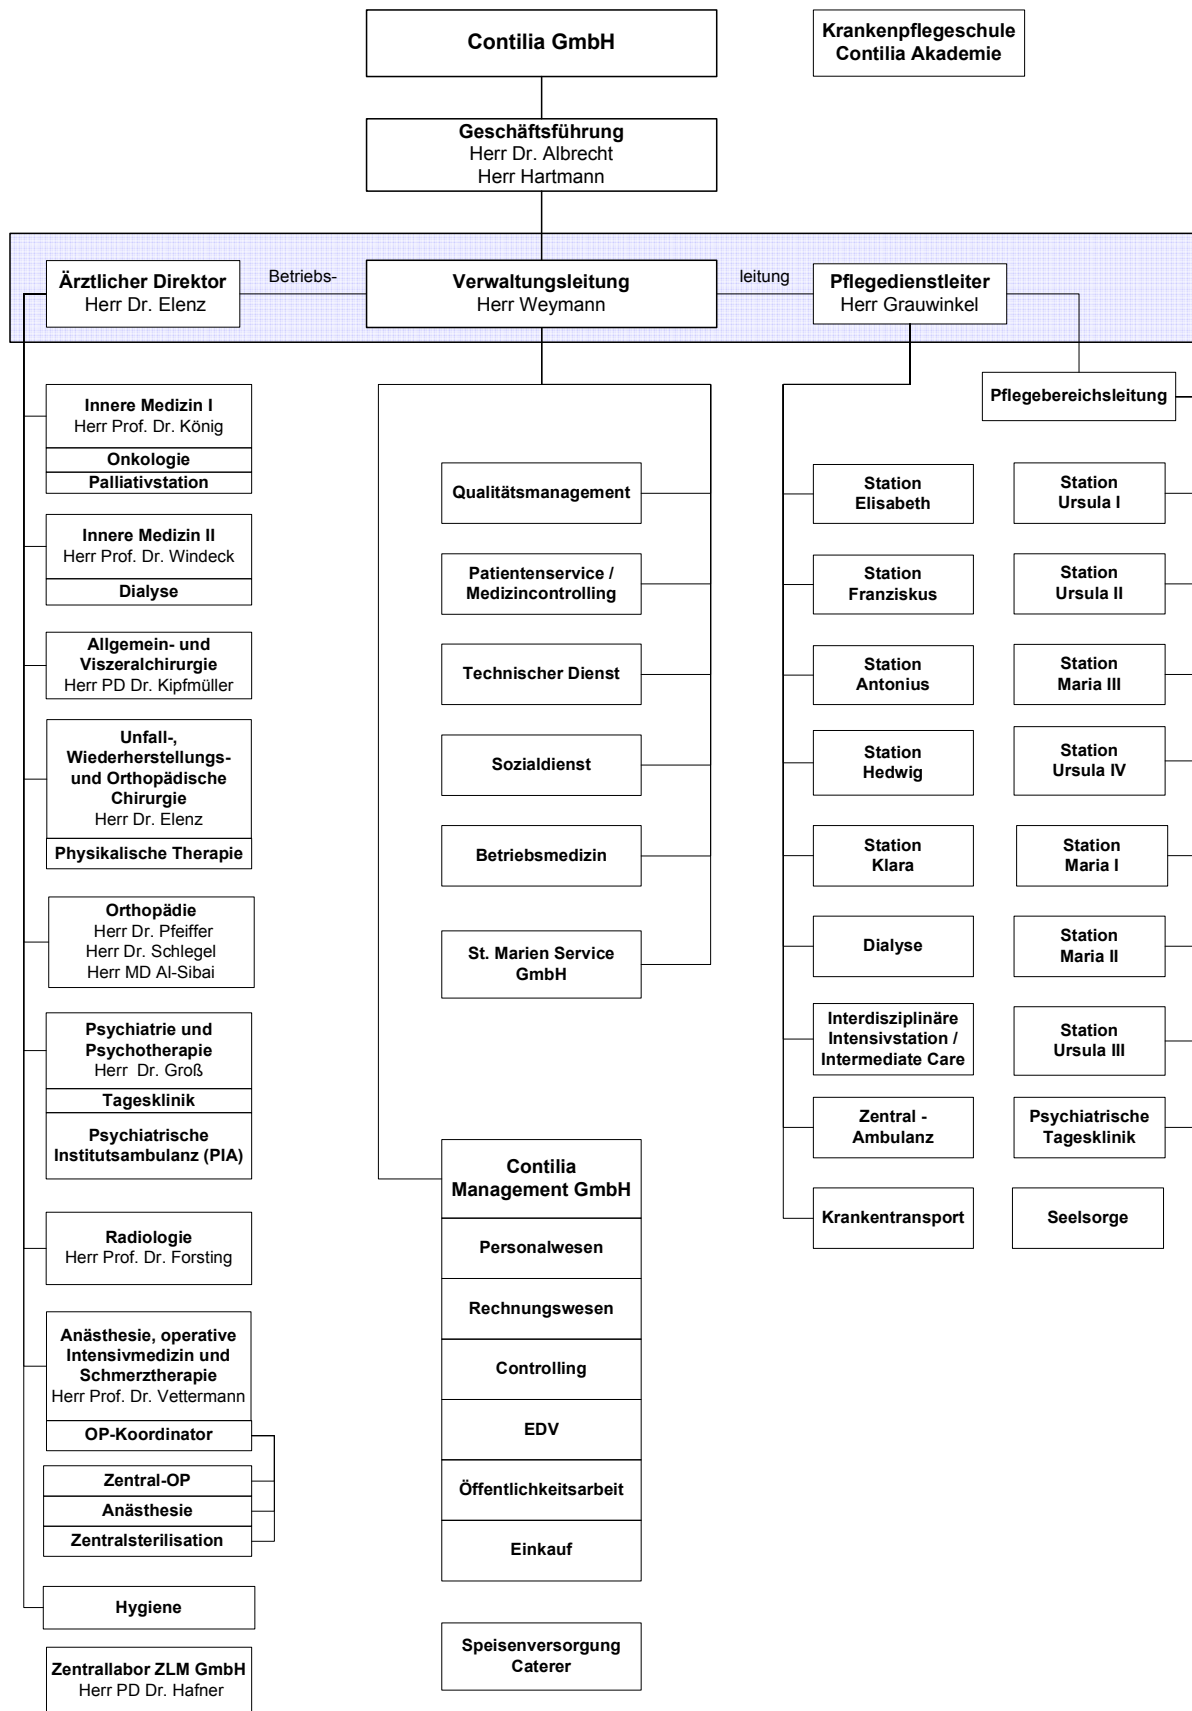 Contilia GmbH
Krankenpflegeschule
Contilia Akademie
Geschäftsführung
Herr Dr. Albrecht
Herr Hartmann
Ärztlicher Direktor
Herr Dr. Elenz
Betriebs-
Verwaltungsleitung
Herr Weymann
leitung
Pflegedienstleiter
Herr Grauwinkel
Innere Medizin I
Herr Prof. Dr. König
Onkologie
Palliativstation
Innere Medizin II
Herr Prof. Dr. Windeck
Dialyse
Allgemein- und
Viszeralchirurgie
Herr PD Dr. Kipfmüller
Unfall-,
Wiederherstellungs-
und Orthopädische
Chirurgie
Herr Dr. Elenz
Physikalische Therapie
Orthopädie
Herr Dr. Pfeiffer
Herr Dr. Schlegel
Herr MD Al-Sibai
Psychiatrie und
Psychotherapie
Herr  Dr. Groß
Tagesklinik
Psychiatrische
Institutsambulanz (PIA)
Radiologie
Herr Prof. Dr. Forsting
Anästhesie, operative
Intensivmedizin und
Schmerztherapie
Herr Prof. Dr. Vettermann
OP-Koordinator
Zentral-OP
Anästhesie
Zentralsterilisation
Hygiene
Zentrallabor ZLM GmbH
Herr PD Dr. Hafner
Qualitätsmanagement
Patientenservice /
Medizincontrolling
Technischer Dienst
Sozialdienst
Betriebsmedizin
St. Marien Service
GmbH
Contilia
Management GmbH
Personalwesen
Rechnungswesen
Controlling
EDV
Öffentlichkeitsarbeit
Einkauf
Speisenversorgung
Caterer
Pflegebereichsleitung
Station
Elisabeth
Station
Franziskus
Station
Antonius
Station
Hedwig
Station
Klara
Dialyse
Interdisziplinäre
Intensivstation /
Intermediate Care
Zentral -
Ambulanz
Krankentransport
Station
Ursula I
Station
Ursula II
Station
Maria III
Station
Ursula IV
Station
Maria I
Station
Maria II
Station
Ursula III
Psychiatrische
Tagesklinik
Seelsorge